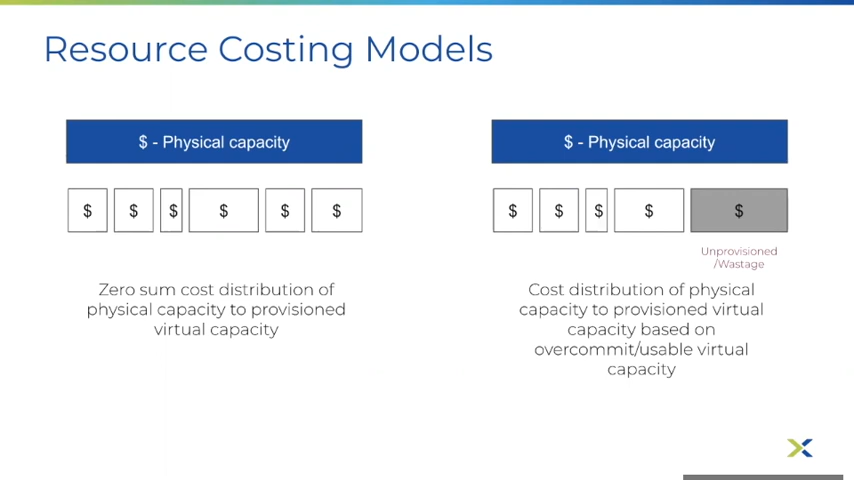 Resource Costing Models
$ - Physical capacity
$ $ $ $ $ $
Zero sum cost distribution of
physical capacity to provisioned
virtual capacity
$ - Physical capacity
$ $ $ $ $
Unprovisioned
/Wastage
Cost distribution of physical
capacity to provisioned virtual
capacity based on
overcommit/usable virtual
capacity